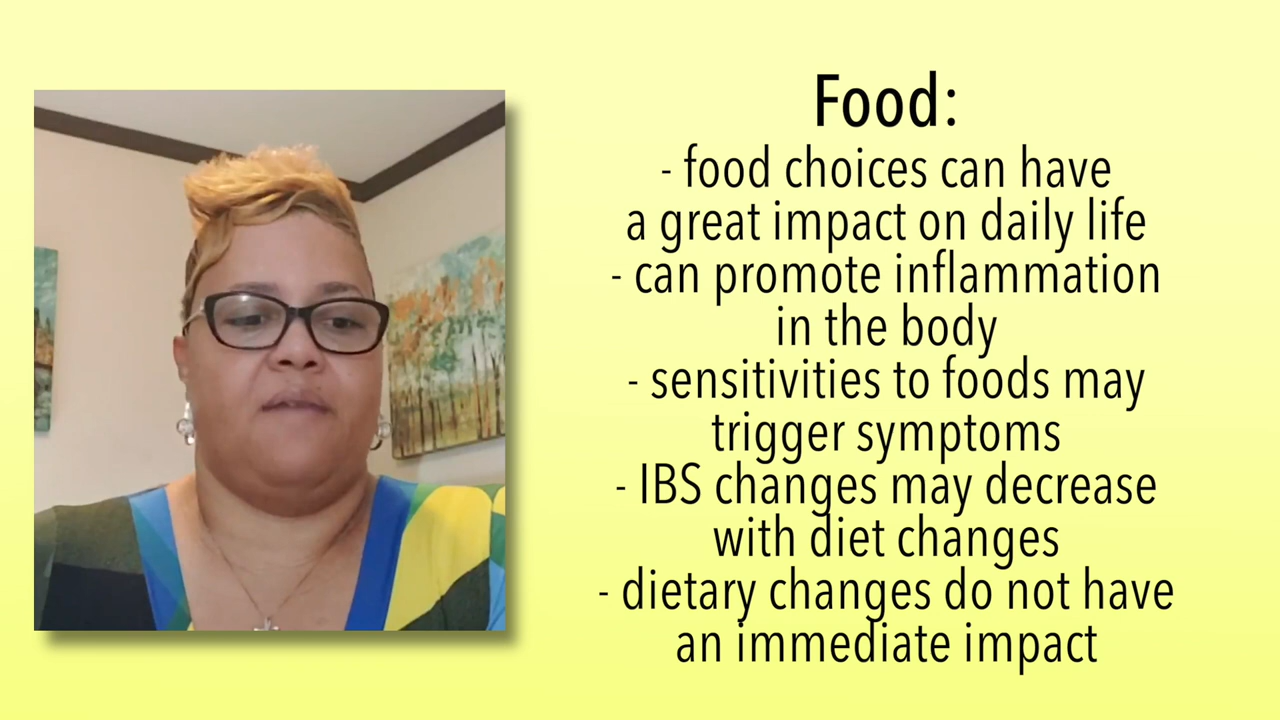 Food:
- food choices can have
a great impact on daily life
- can promote inflammation
in the body
- sensitivities to foods may
trigger symptoms
- IBS changes may decrease
with diet changes
- dietary changes do not have
an immediate impact